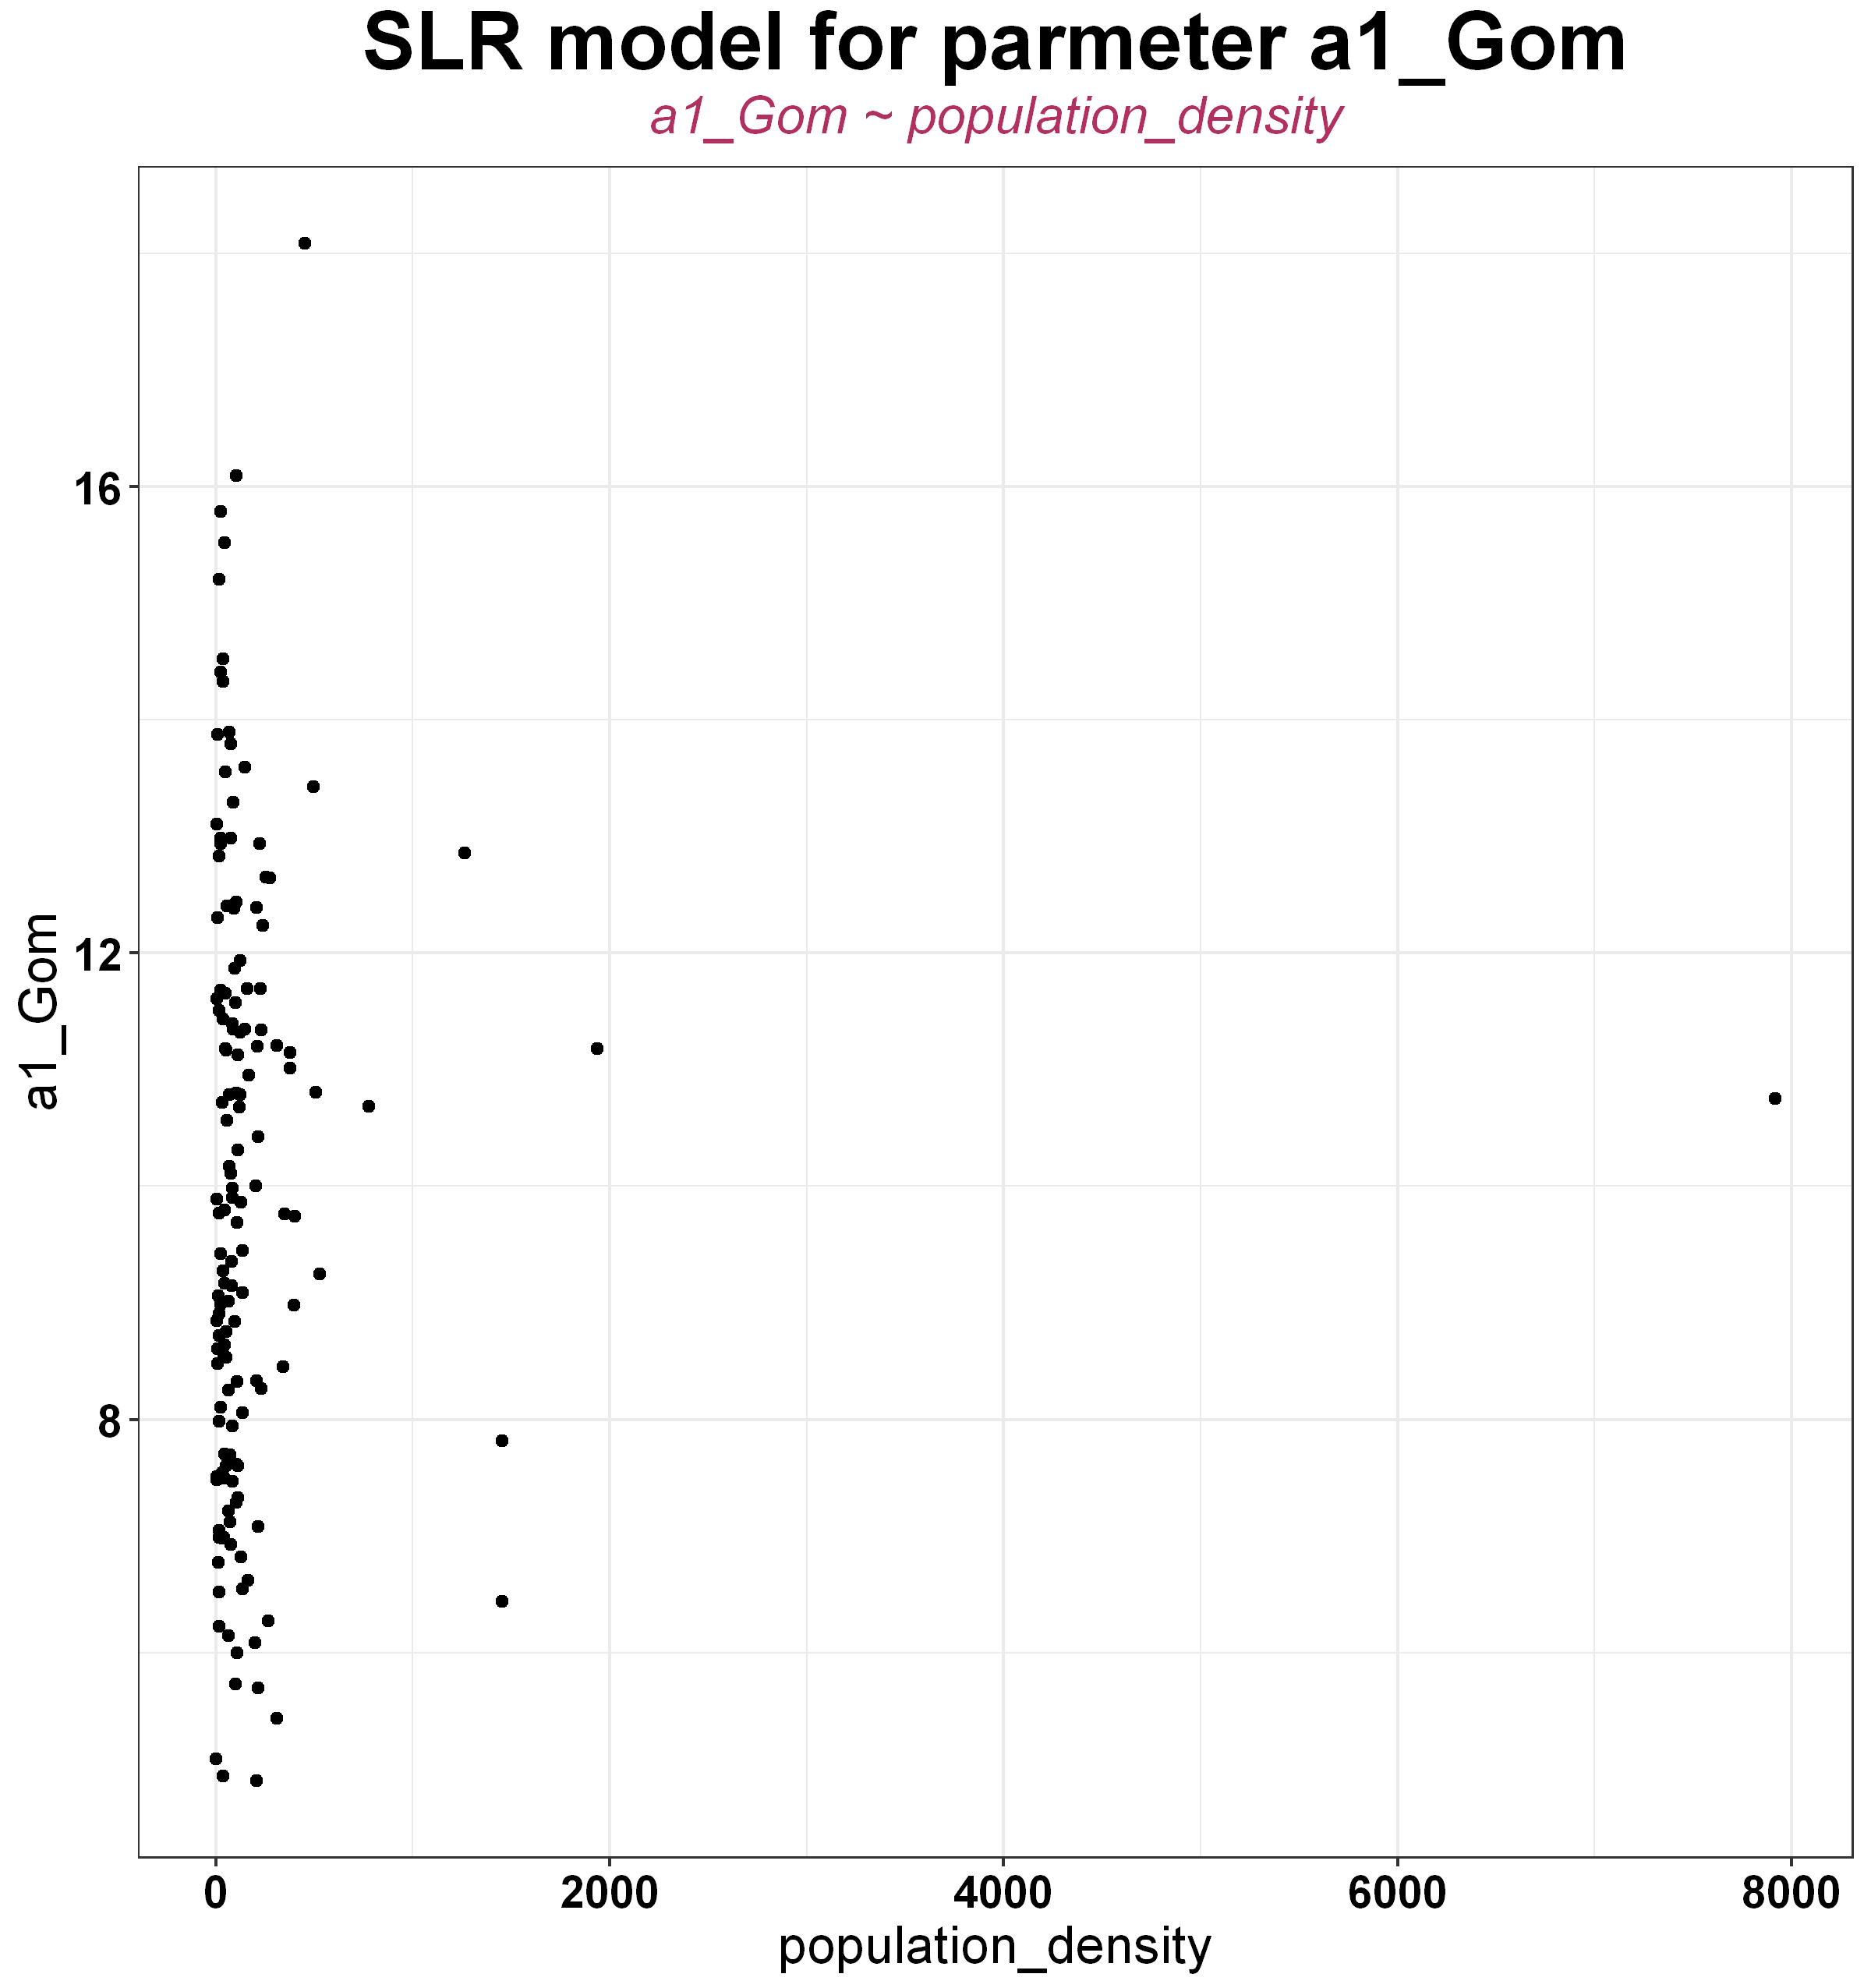 SLR model for parmeter a1_Gom
a1_Gom ~ population_density
16
12
8
a1_Gom
0 2000 4000 6000 8000
population_density